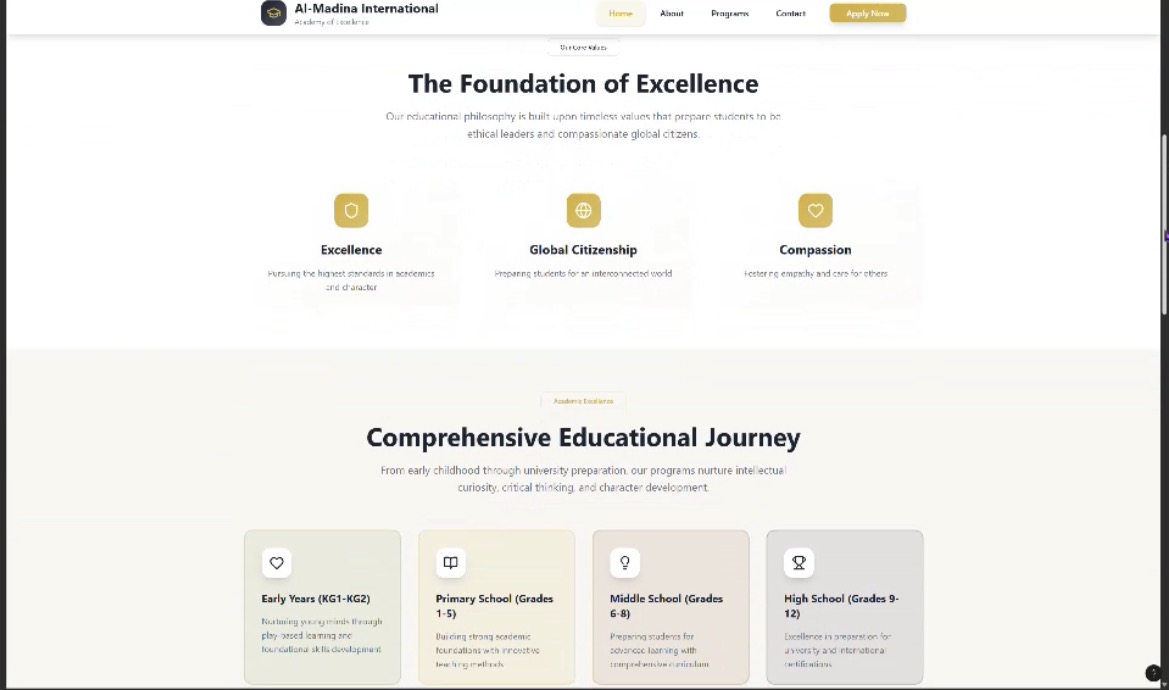 Al-Madina International
Academy of Excellence
Home
About
Programs
Contact
Apply Now
Our Core Values
The Foundation of Excellence
Our educational philosophy is built upon timeless values that prepare students to be
ethical leaders and compassionate global citizens.
Excellence
Pursuing the highest standards in academics
and character
Global Citizenship
Preparing students for an interconnected world
Compassion
Fostering empathy and care for others
Academic Excellence
Comprehensive Educational Journey
From early childhood through university preparation, our programs nurture intellectual
curiosity, critical thinking, and character development.
Early Years (KG1-KG2)
Nurturing young minds through
play-based learning and
foundational skills development
Primary School (Grades
1-5)
Building strong academic
foundations with innovative
teaching methods
Middle School (Grades
6-8)
Preparing students for
advanced learning with
comprehensive curriculum
High School (Grades 9-
12)
Excellence in preparation for
university and international
certifications
?